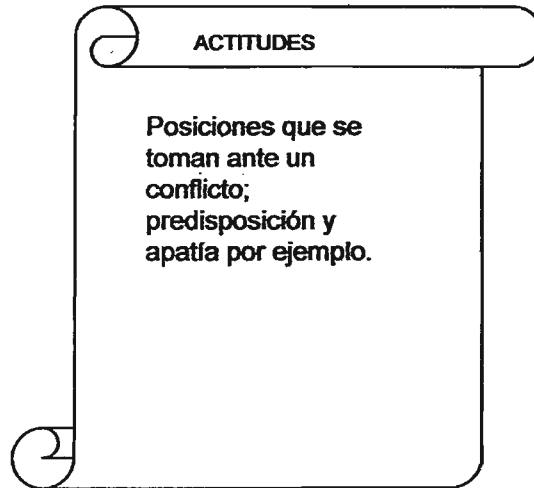 ACTITUDES
Posiciones que se
toman ante un
conflicto;
predisposición y
apatía por ejemplo.